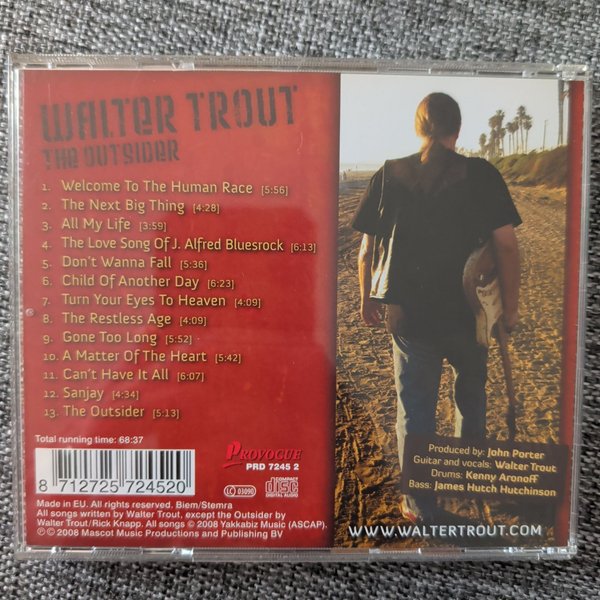 WALTER TROUT
THE OUTSIDER
1. Welcome To The Human Race [5:56]
2. The Next Big Thing [4:28]
3. All My Life [3:59]
4. The Love Song Of J. Alfred Bluesrock [6:13]
5. Don't Wanna Fall [5:36]
6. Child Of Another Day [6:23]
7. Turn Your Eyes To Heaven [4:09]
8. The Restless Age [4:09]
9. Gone Too Long [5:52]
10. A Matter Of The Heart [5:42]
11. Can't Have It All [6:07]
12. Sanjay [4:34]
13. The Outsider [5:13]
Total running time: 68:37
8 712725 724520
PROVOGUE
PRD 7245 2
LC 03090
COMPACT
disc
DIGITAL AUDIO
Made in EU. All rights reserved. Biem/Stemra
All songs written by Walter Trout, except the Outsider by
Walter Trout/Rick Knapp. All songs © 2008 Yakkabiz Music (ASCAP).
℗ © 2008 Mascot Music Productions and Publishing BV
Produced by: John Porter
Guitar and vocals: Walter Trout
Drums: Kenny Aronoff
Bass: James Hutch Hutchinson
WWW.WALTERTROUT.COM